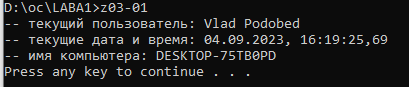 D:\oc\LABA1>z03-01
-- текущий пользователь: Vlad Podobed
-- текущие дата и время: 04.09.2023, 16:19:25,69
-- имя компьютера: DESKTOP-75TB0PD
Press any key to continue . . .